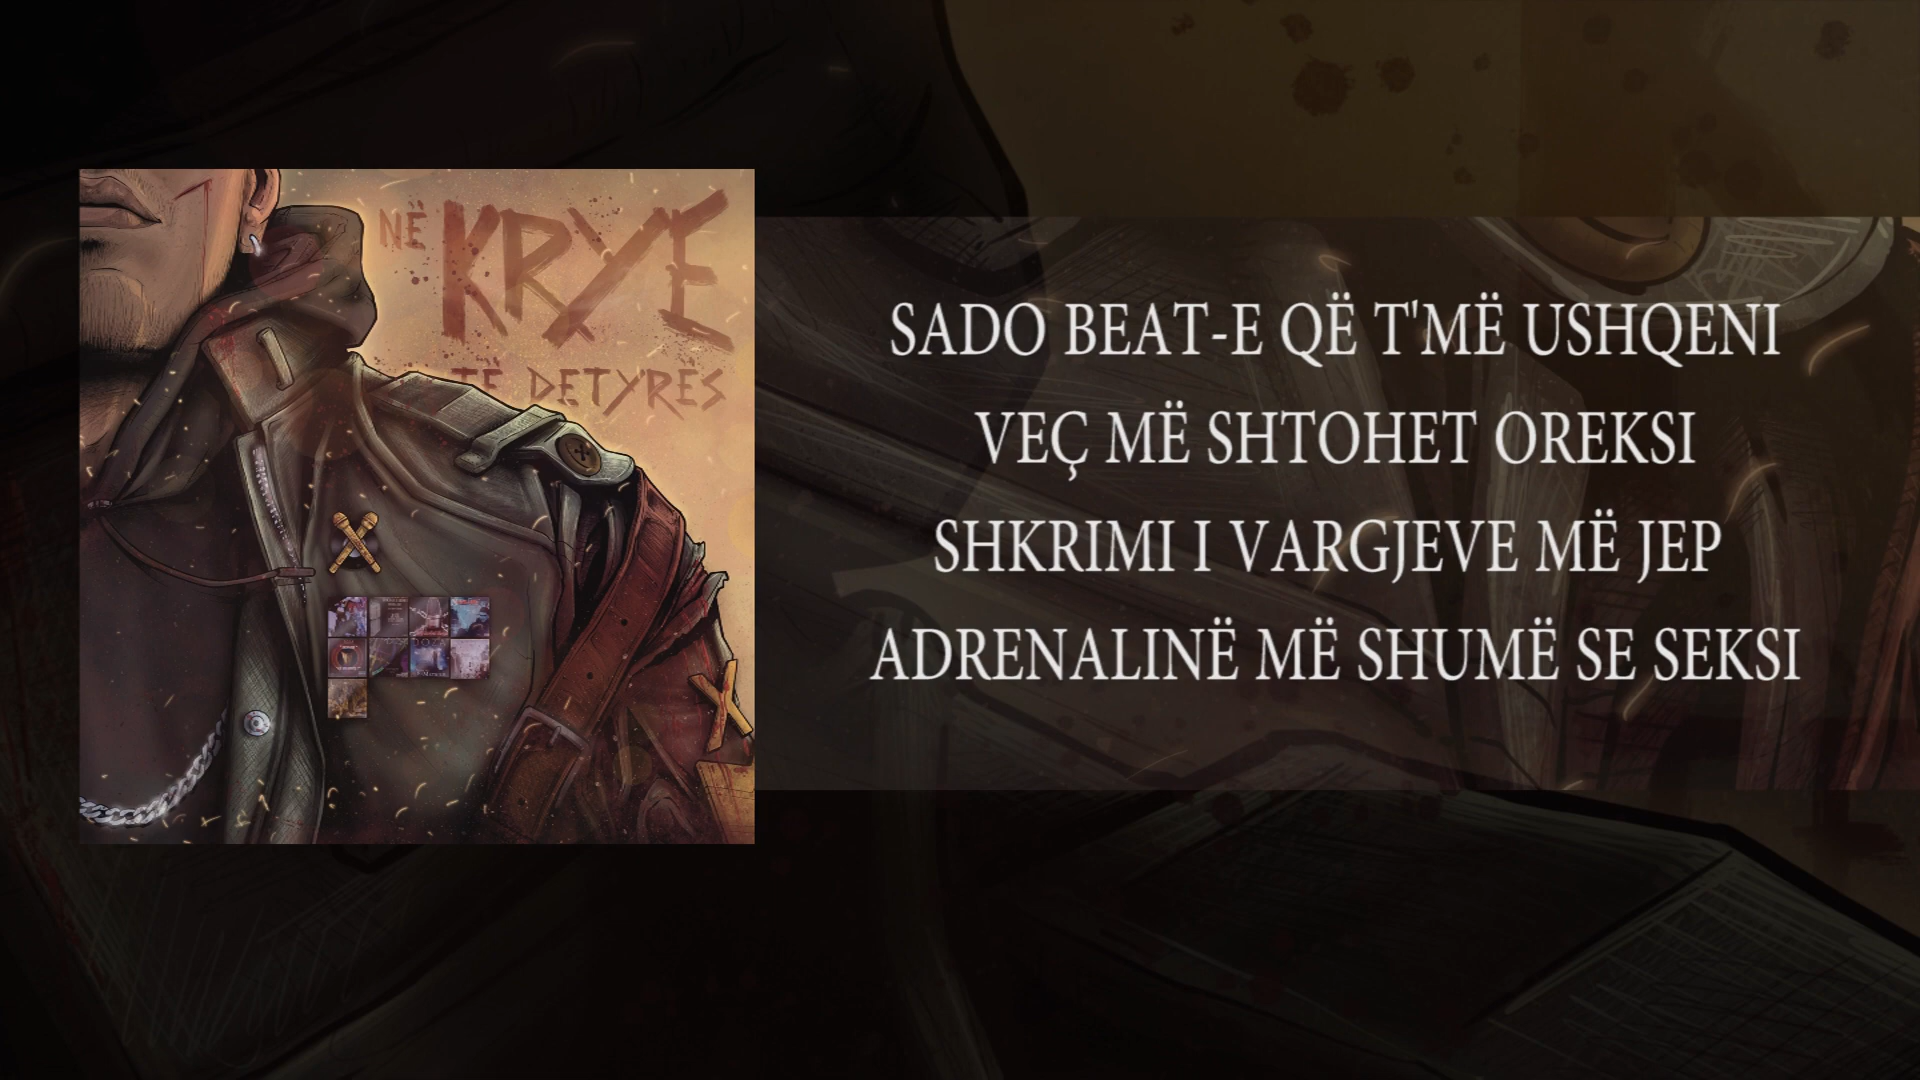 NË
KRYE
TË DETYRËS
SADO BEAT-E QË T'MË USHQENI
VEÇ MË SHTOHET OREKSI
SHKRIMI I VARGJEVE MË JEP
ADRENALINË MË SHUMË SE SEKSI